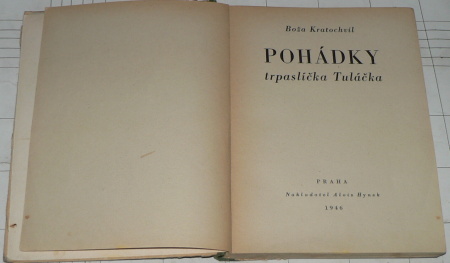 Boža Kratochvíl
POHÁDKY
trpaslíčka Tuláčka
PRAHA
Nakladatel Alois Hynek
1946